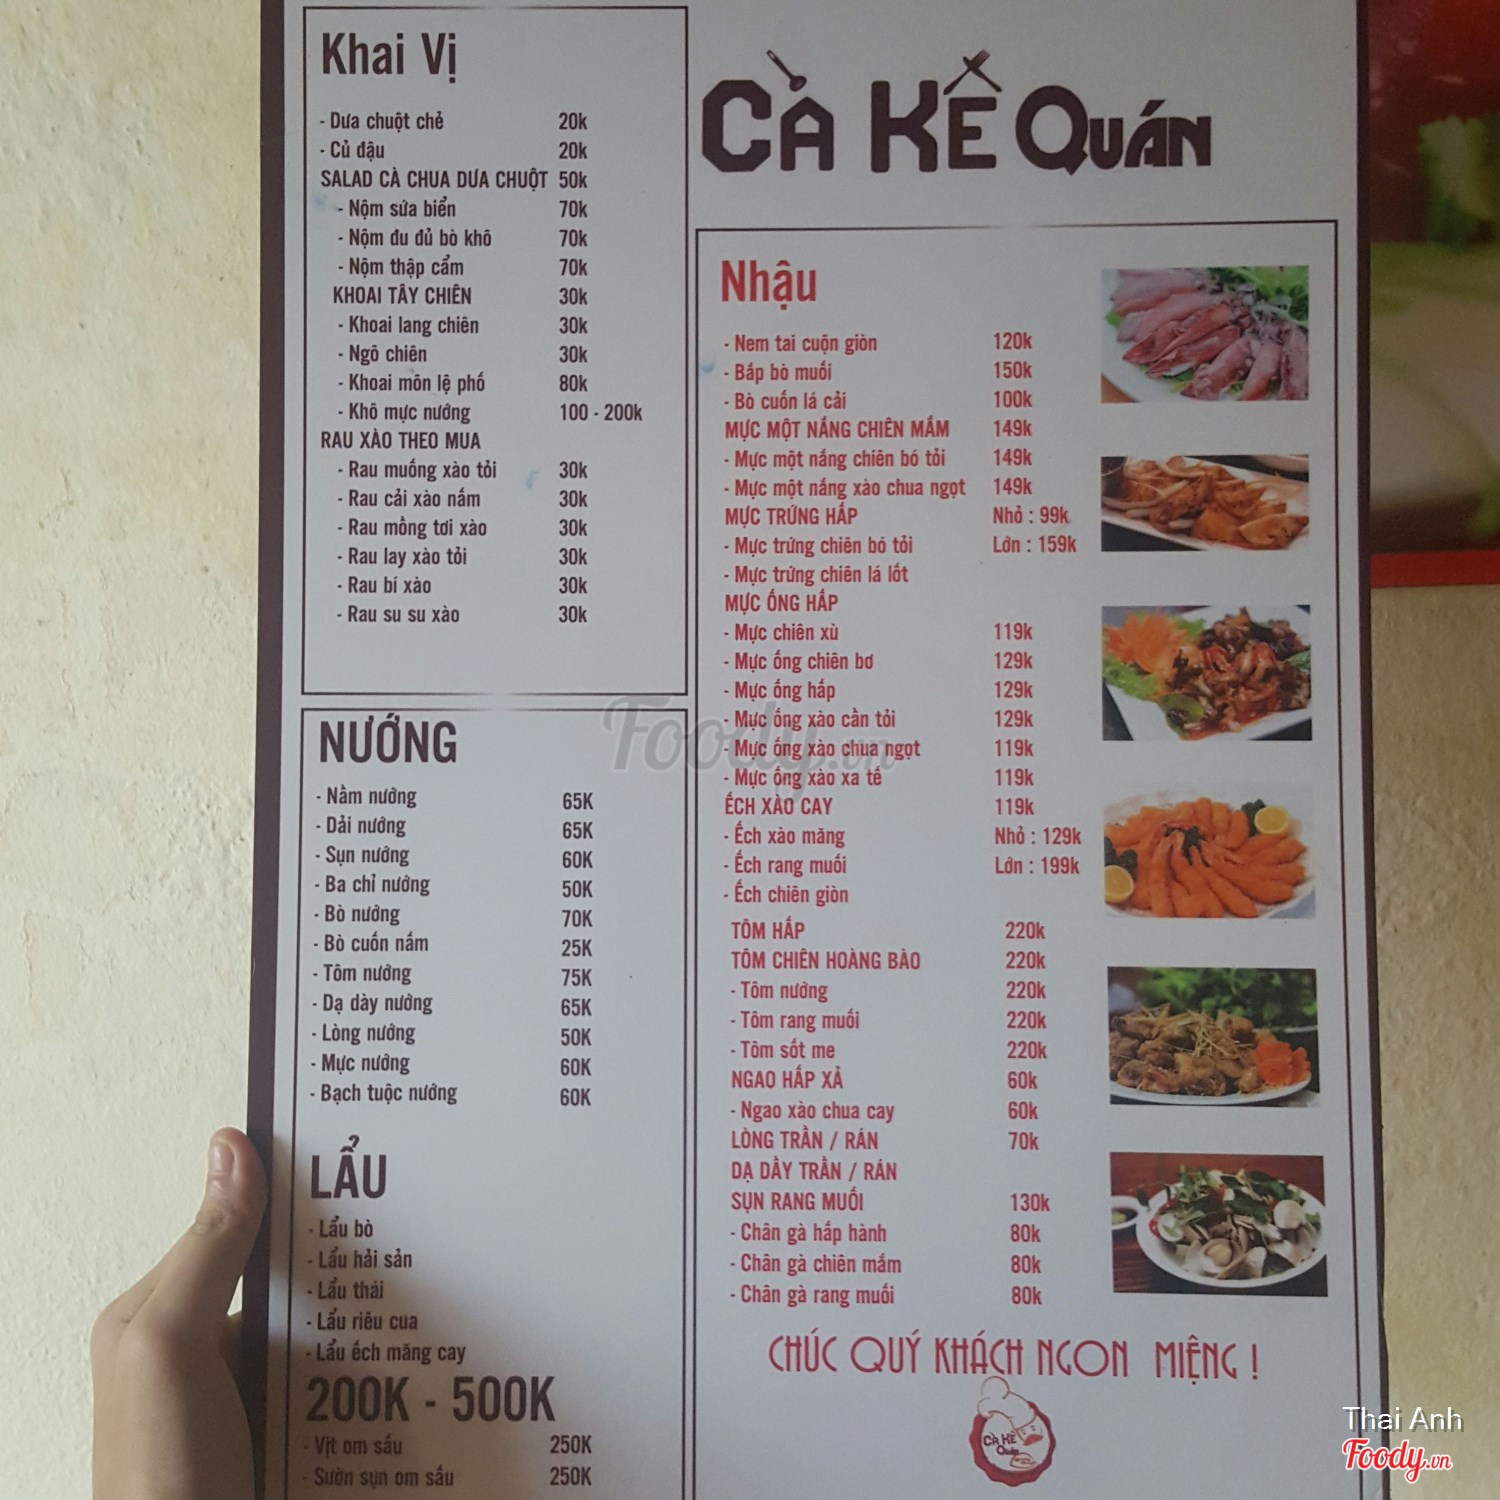 Khai Vị
- Dưa chuột chẻ 20k
- Củ đậu 20k
SALAD CÀ CHUA DƯA CHUỘT 50k
- Nộm sứa biển 70k
- Nộm đu đủ bò khô 70k
- Nộm thập cẩm 70k
KHOAI TÂY CHIÊN 30k
- Khoai lang chiên 30k
- Ngô chiên 30k
- Khoai môn lệ phố 80k
- Khô mực nướng 100 - 200k
RAU XÀO THEO MUA
- Rau muống xào tỏi 30k
- Rau cải xào nấm 30k
- Rau mồng tơi xào 30k
- Rau lay xào tỏi 30k
- Rau bí xào 30k
- Rau su su xào 30k
NƯỚNG
- Nầm nướng 65K
- Dải nướng 65K
- Sụn nướng 60K
- Ba chỉ nướng 50K
- Bò nướng 70K
- Bò cuốn nấm 25K
- Tôm nướng 75K
- Dạ dày nướng 65K
- Lòng nướng 50K
- Mực nướng 60K
- Bạch tuộc nướng 60K
LẨU
- Lẩu bò
- Lẩu hải sản
- Lẩu thái
- Lẩu riêu cua
- Lẩu ếch măng cay
200K - 500K
- Vịt om sấu 250K
- Sườn sụn om sấu 250K
CÀ KÊ QUÁN
Nhậu
- Nem tai cuộn giòn 120k
- Bắp bò muối 150k
- Bò cuốn lá cải 100k
MỰC MỘT NẮNG CHIÊN MẮM 149k
- Mực một nắng chiên bó tỏi 149k
- Mực một nắng xào chua ngọt 149k
MỰC TRỨNG HẤP Nhỏ : 99k
- Mực trứng chiên bó tỏi Lớn : 159k
- Mực trứng chiên lá lốt
MỰC ỐNG HẤP
- Mực chiên xù 119k
- Mực ống chiên bơ 129k
- Mực ống hấp 129k
- Mực ống xào cần tỏi 129k
- Mực ống xào chua ngọt 119k
- Mực ống xào xa tế 119k
ẾCH XÀO CAY 119k
- Ếch xào măng Nhỏ : 129k
- Ếch rang muối Lớn : 199k
- Ếch chiên giòn
TÔM HẤP 220k
TÔM CHIÊN HOÀNG BÀO 220k
- Tôm nướng 220k
- Tôm rang muối 220k
- Tôm sốt me 220k
NGAO HẤP XẢ 60k
- Ngao xào chua cay 60k
LÒNG TRẦN / RÁN 70k
DẠ DẦY TRẦN / RÁN
SỤN RANG MUỐI 130k
- Chân gà hấp hành 80k
- Chân gà chiên mắm 80k
- Chân gà rang muối 80k
CHÚC QUÝ KHÁCH NGON MIỆNG !
CÀ KÊ
Quán
Foody.vn
Thai Anh
Foody.vn